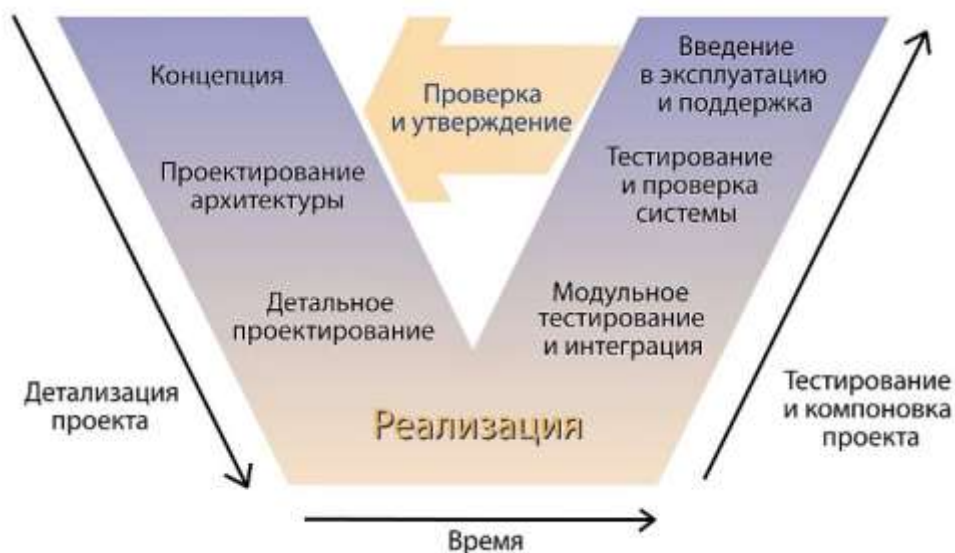 Концепция
Проектирование
архитектуры
Детальное
проектирование
Детализация
проекта
Проверка
и утверждение
Реализация
Время
Введение
в эксплуатацию
и поддержка
Тестирование
и проверка
системы
Модульное
тестирование
и интеграция
Тестирование
и компоновка
проекта